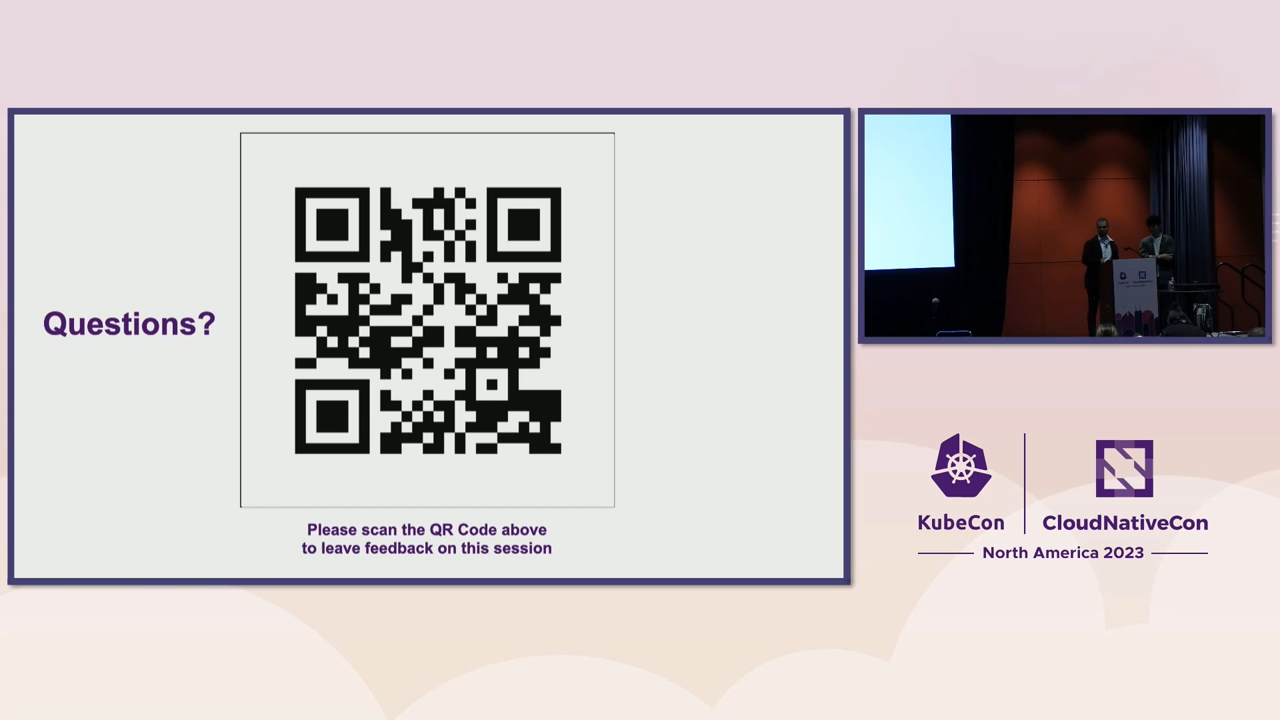 Questions?
Please scan the QR Code above
to leave feedback on this session
KubeCon
CloudNativeCon
North America 2023